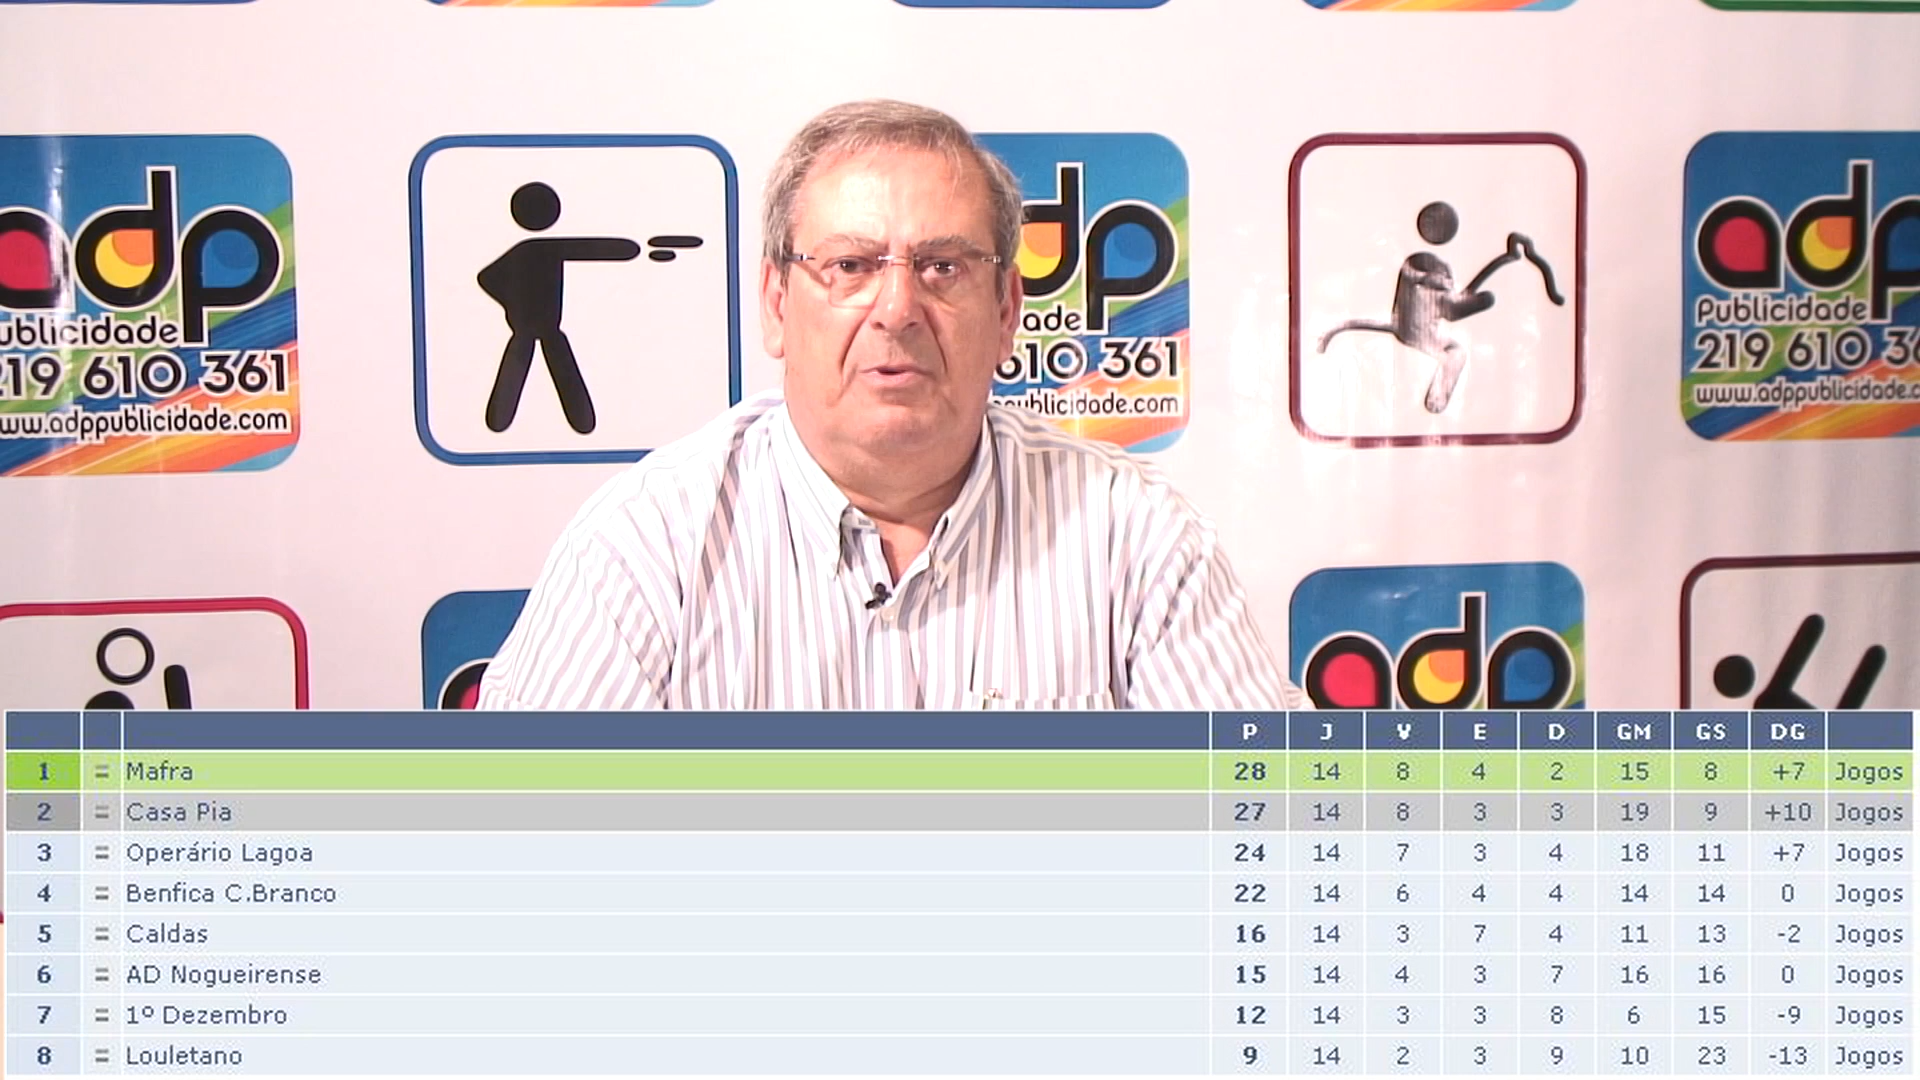 adp
ublicidade
219 610 361
www.adppublicidade.com
dp
ade
610 361
publicidade.com
adp
Publicidade
219 610 36
www.adppublicidade.c
adp
P J V E D GM GS DG
1 = Mafra 28 14 8 4 2 15 8 +7 Jogos
2 = Casa Pia 27 14 8 3 3 19 9 +10 Jogos
3 = Operário Lagoa 24 14 7 3 4 18 11 +7 Jogos
4 = Benfica C.Branco 22 14 6 4 4 14 14 0 Jogos
5 = Caldas 16 14 3 7 4 11 13 -2 Jogos
6 = AD Nogueirense 15 14 4 3 7 16 16 0 Jogos
7 = 1º Dezembro 12 14 3 3 8 6 15 -9 Jogos
8 = Louletano 9 14 2 3 9 10 23 -13 Jogos